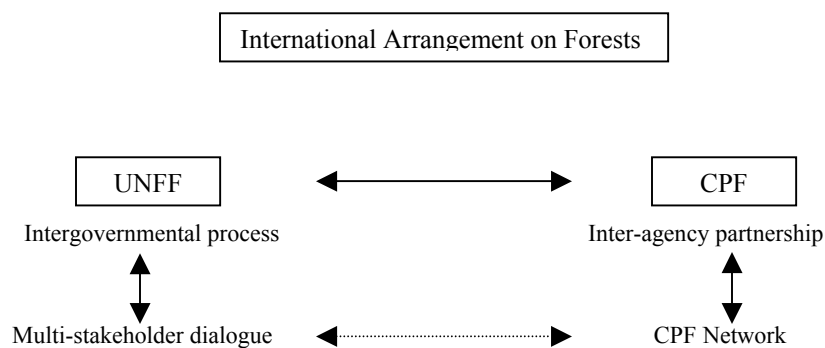 International Arrangement on Forests
UNFF CPF
Intergovernmental process Inter-agency partnership
Multi-stakeholder dialogue CPF Network